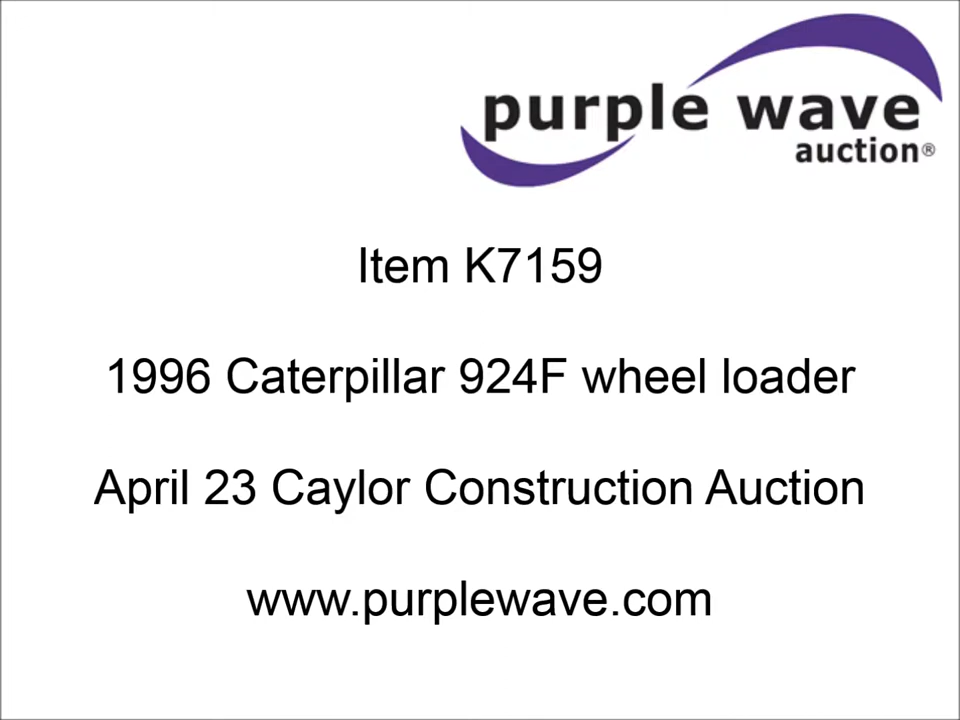 purple wave
auction®
Item K7159
1996 Caterpillar 924F wheel loader
April 23 Caylor Construction Auction
www.purplewave.com